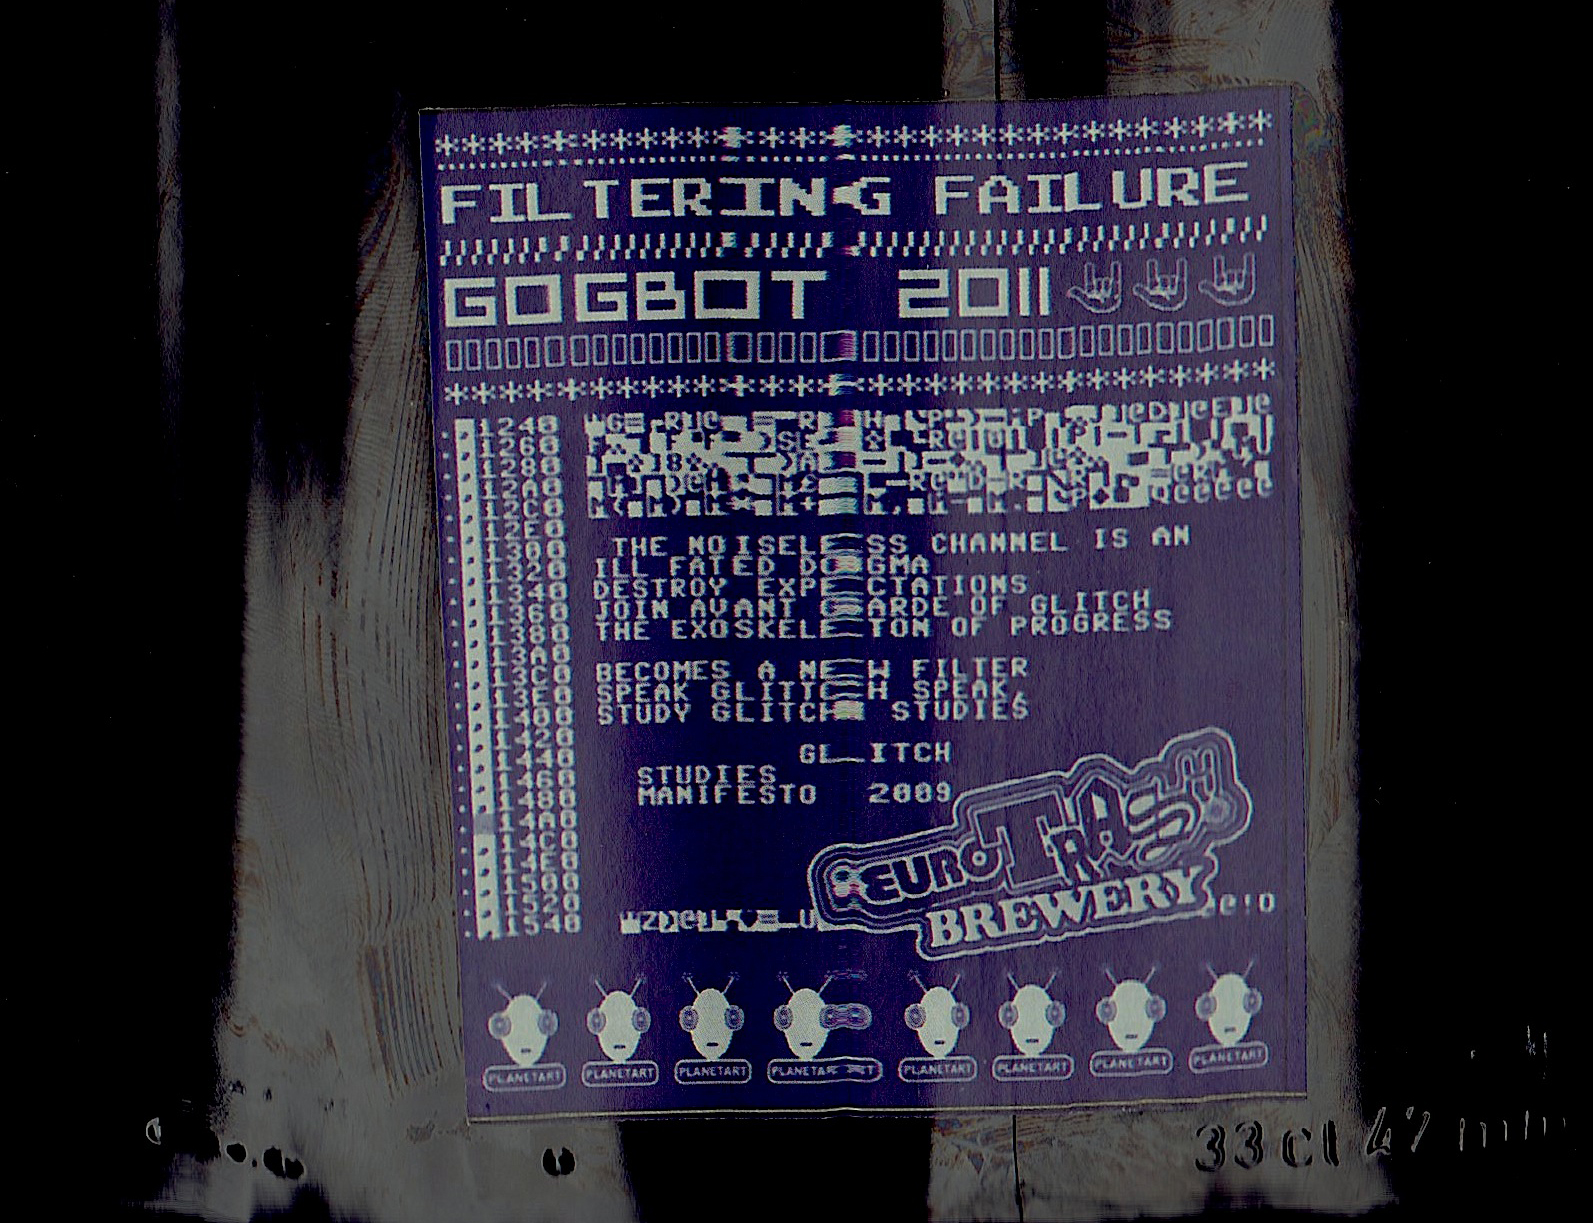 FILTERING FAILURE
GOGBOT 2011
1240
1260
1280
12A0
12C0
12E0
1300
1320
1340
1360
1380
13A0
13C0
13E0
1400
1420
1440
1460
1480
14A0
14C0
14E0
1500
1520
1540
THE NOISELESS CHANNEL IS AN
ILL FATED DOGMA
DESTROY EXPECTATIONS
JOIN AVANT GARDE OF GLITCH
THE EXOSKELETON OF PROGRESS
BECOMES A NEW FILTER
SPEAK GLITCH SPEAK,
STUDY GLITCH STUDIES
GLITCH
STUDIES
MANIFESTO 2009
EUROTRASH
BREWERY
PLANETART PLANETART PLANETART PLANETART PLANETART PLANETART PLANETART PLANETART
33 cl